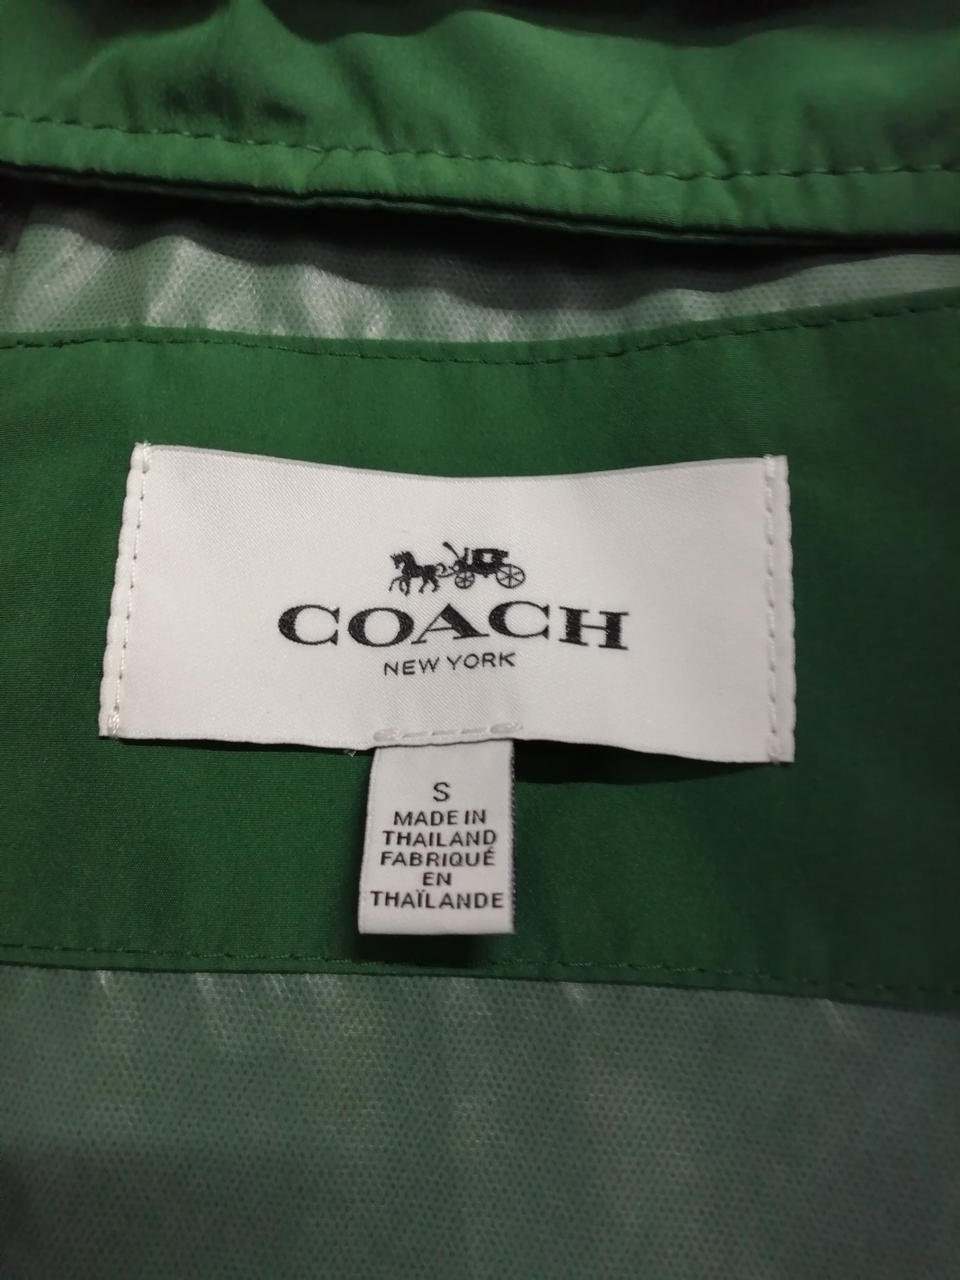 COACH
NEW YORK
S
MADE IN
THAILAND
FABRIQUÉ
EN
THAÏLANDE